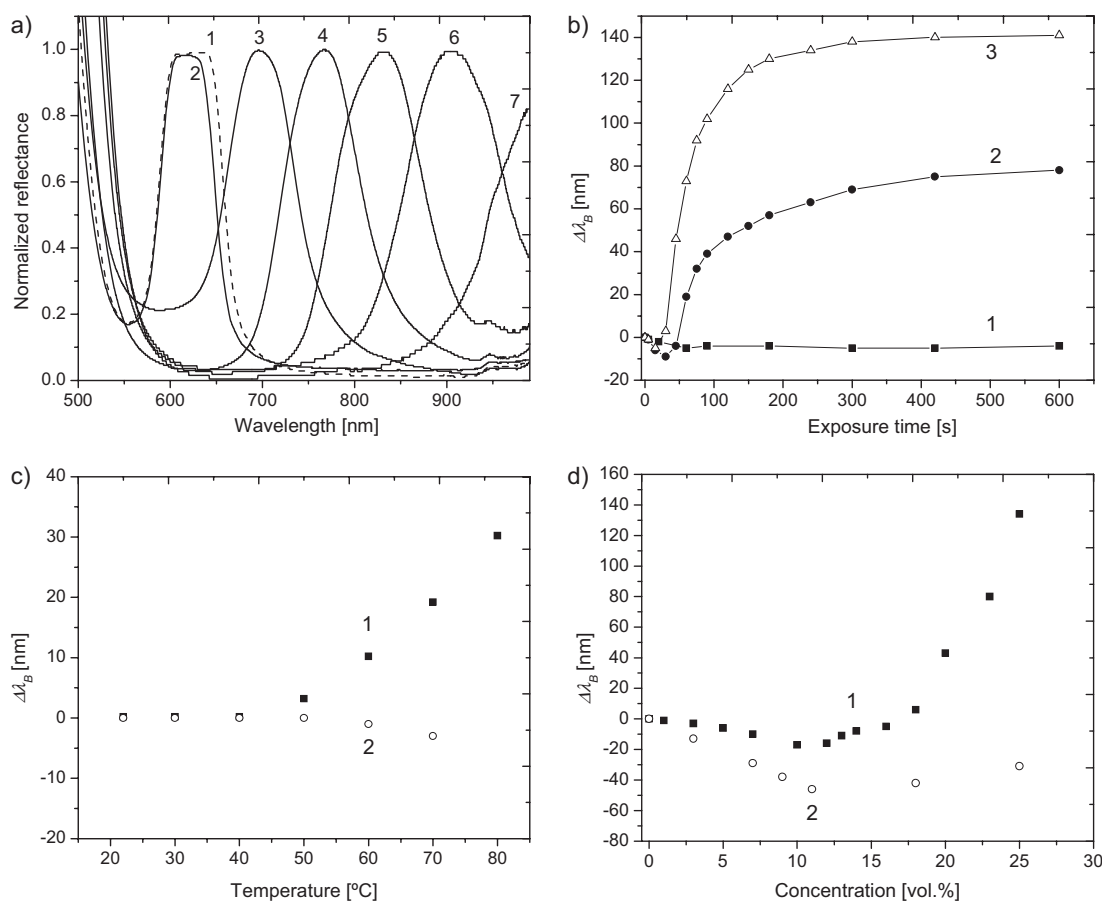 a)
1 3 4 5 6
2
7
1.0
0.8
0.6
0.4
0.2
0.0
Normalized reflectance
500 600 700 800 900
Wavelength [nm]
b)
3
2
1
140
120
100
80
60
40
20
0
-20
Δλ_B [nm]
0 100 200 300 400 500 600
Exposure time [s]
c)
1
2
40
30
20
10
0
-10
-20
Δλ_B [nm]
20 30 40 50 60 70 80
Temperature [ºC]
d)
1
2
160
140
120
100
80
60
40
20
0
-20
-40
-60
-80
Δλ_B [nm]
0 5 10 15 20 25 30
Concentration [vol.%]